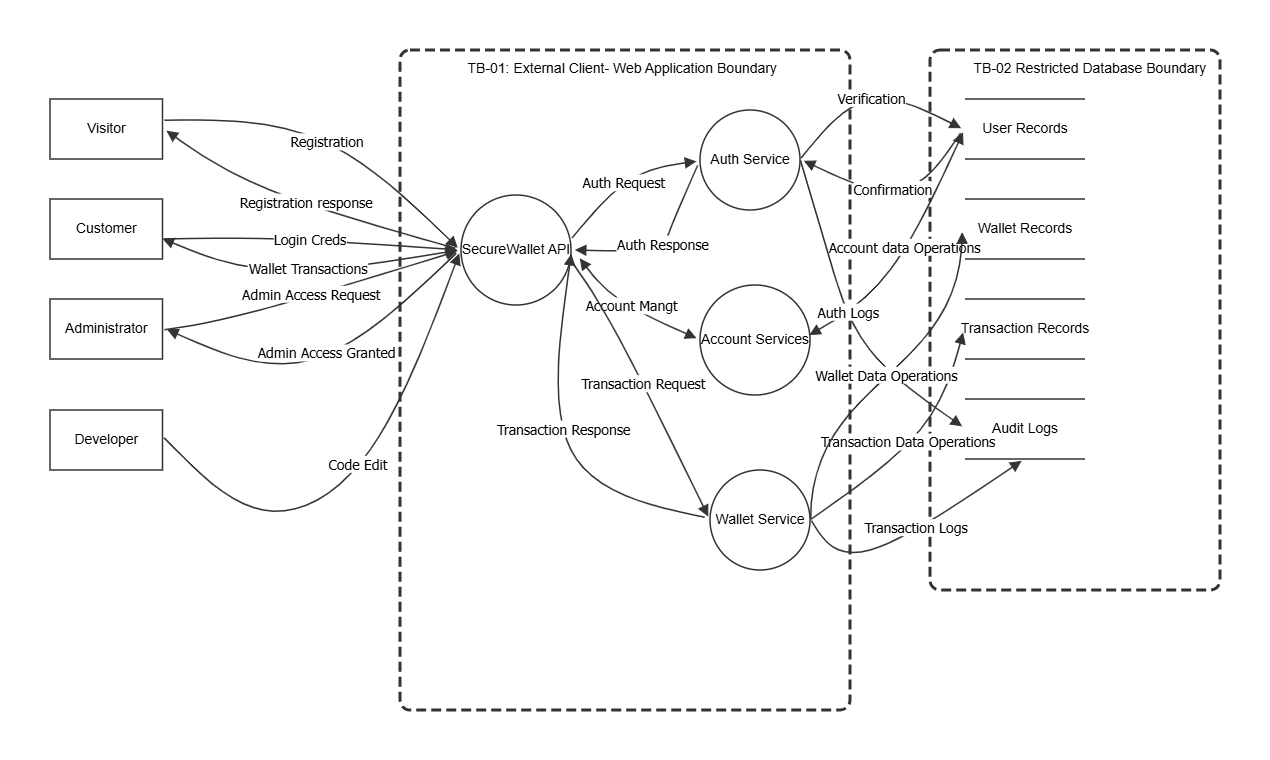 TB-01: External Client- Web Application Boundary
TB-02 Restricted Database Boundary
Visitor
Registration
Registration response
Customer
Login Creds
Wallet Transactions
Administrator
Admin Access Request
Admin Access Granted
Developer
Code Edit
SecureWallet API
Auth Request
Auth Response
Account Mangt
Transaction Request
Transaction Response
Auth Service
Account Services
Wallet Service
Verification
Confirmation
Account data Operations
Auth Logs
Wallet Data Operations
Transaction Data Operations
Transaction Logs
User Records
Wallet Records
Transaction Records
Audit Logs